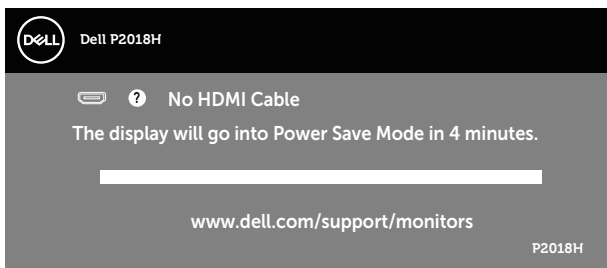 DELL
Dell P2018H
? No HDMI Cable
The display will go into Power Save Mode in 4 minutes.
www.dell.com/support/monitors
P2018H